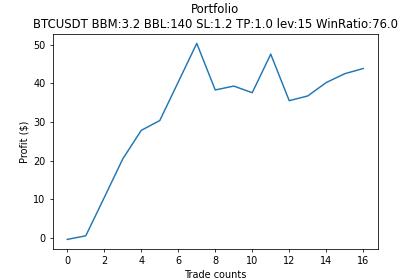 Portfolio
BTCUSDT BBM:3.2 BBL:140 SL:1.2 TP:1.0 lev:15 WinRatio:76.0
50
40
30
20
10
0
Profit ($)
0 2 4 6 8 10 12 14 16
Trade counts